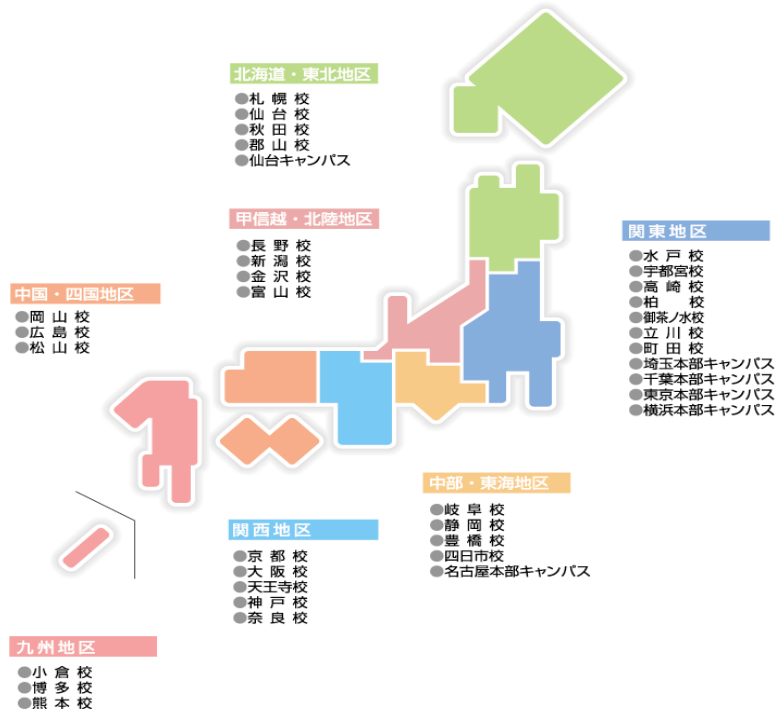 北海道・東北地区
●札幌校
●仙台校
●秋田校
●郡山校
●仙台キャンパス
甲信越・北陸地区
●長野校
●新潟校
●金沢校
●富山校
関東地区
●水戸校
●宇都宮校
●高崎校
●柏校
●御茶ノ水校
●立川校
●町田校
●埼玉本部キャンパス
●千葉本部キャンパス
●東京本部キャンパス
●横浜本部キャンパス
中国・四国地区
●岡山校
●広島校
●松山校
中部・東海地区
●岐阜校
●静岡校
●豊橋校
●四日市校
●名古屋本部キャンパス
関西地区
●京都校
●大阪校
●天王寺校
●神戸校
●奈良校
九州地区
●小倉校
●博多校
●熊本校